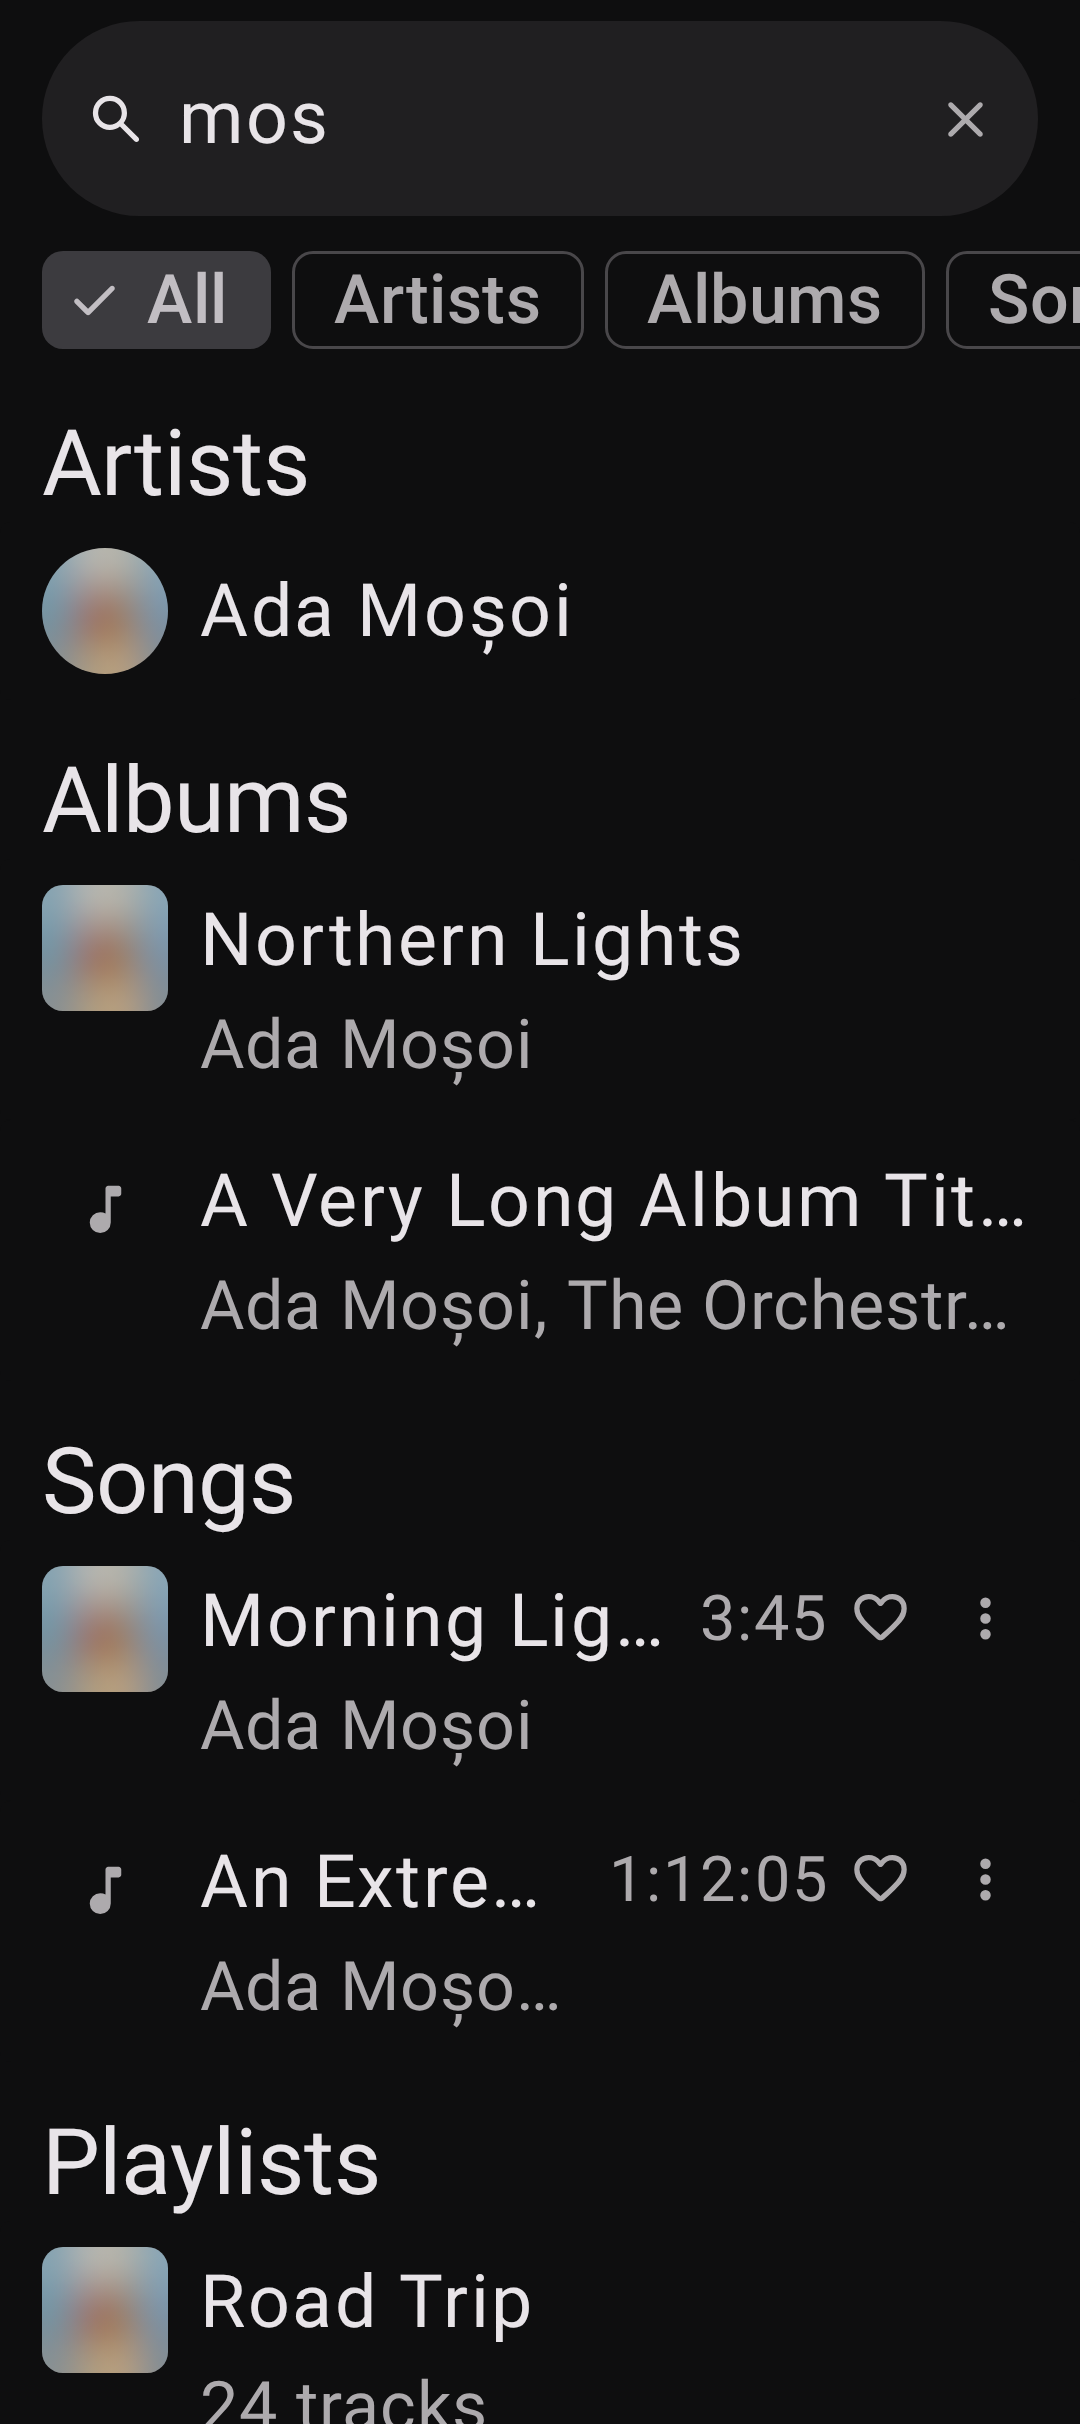 mos
All Artists Albums Sor
Artists
Ada Moșoi
Albums
Northern Lights
Ada Moșoi
A Very Long Album Tit…
Ada Moșoi, The Orchestr…
Songs
Morning Lig… 3:45
Ada Moșoi
An Extre… 1:12:05
Ada Moșo…
Playlists
Road Trip
24 tracks